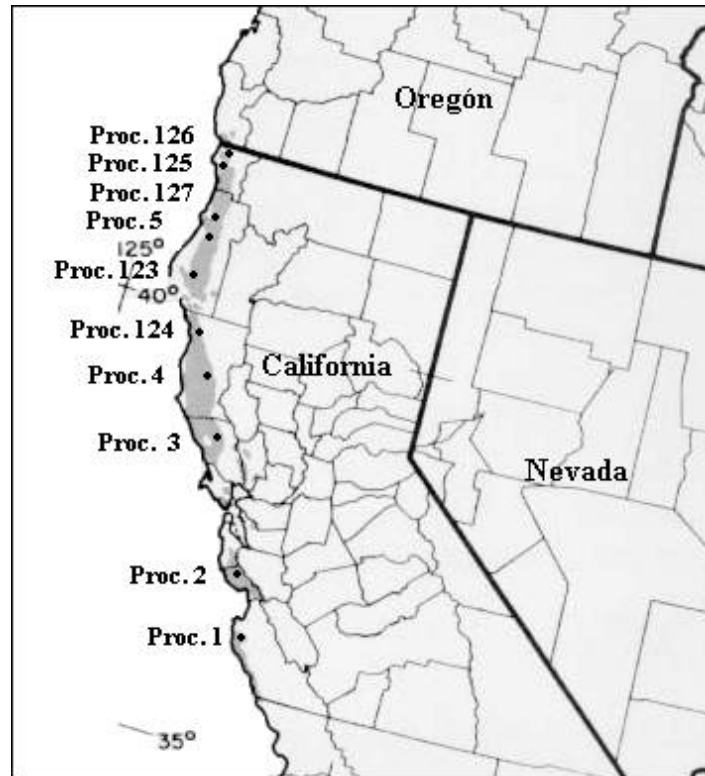 Oregón
Proc. 126
Proc. 125
Proc. 127
Proc. 5
125°
Proc. 123
40°
Proc. 124
California
Proc. 4
Proc. 3
Nevada
Proc. 2
Proc. 1
35°